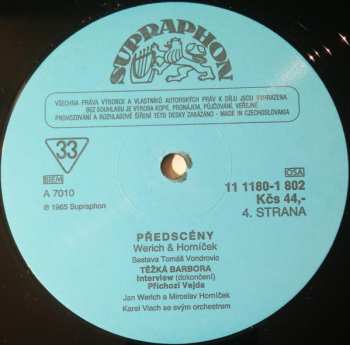 SUPRAPHON
VŠECHNA PRÁVA VÝROBCE A VLASTNÍKŮ AUTORSKÝCH PRÁV K DÍLU JSOU VYHRAZENA.
BEZ SOUHLASU JE VÝROBA KOPIÍ, PRONÁJEM, PŮJČOVÁNÍ, VEŘEJNÉ
PROVOZOVÁNÍ A ROZHLASOVÉ ŠÍŘENÍ TÉTO DESKY ZAKÁZÁNO - MADE IN CZECHOSLOVAKIA
33
BIEM
A 7010
℗ 1965 Supraphon
OSA
11 1180-1 802
Kčs 44,-
4. STRANA
PŘEDSCÉNY
Werich & Horníček
Sestava Tomáš Vondrovic
TĚŽKÁ BARBORA
Interview (dokončení)
Příchozí Vejda
Jan Werich a Miroslav Horníček
Karel Vlach se svým orchestrem